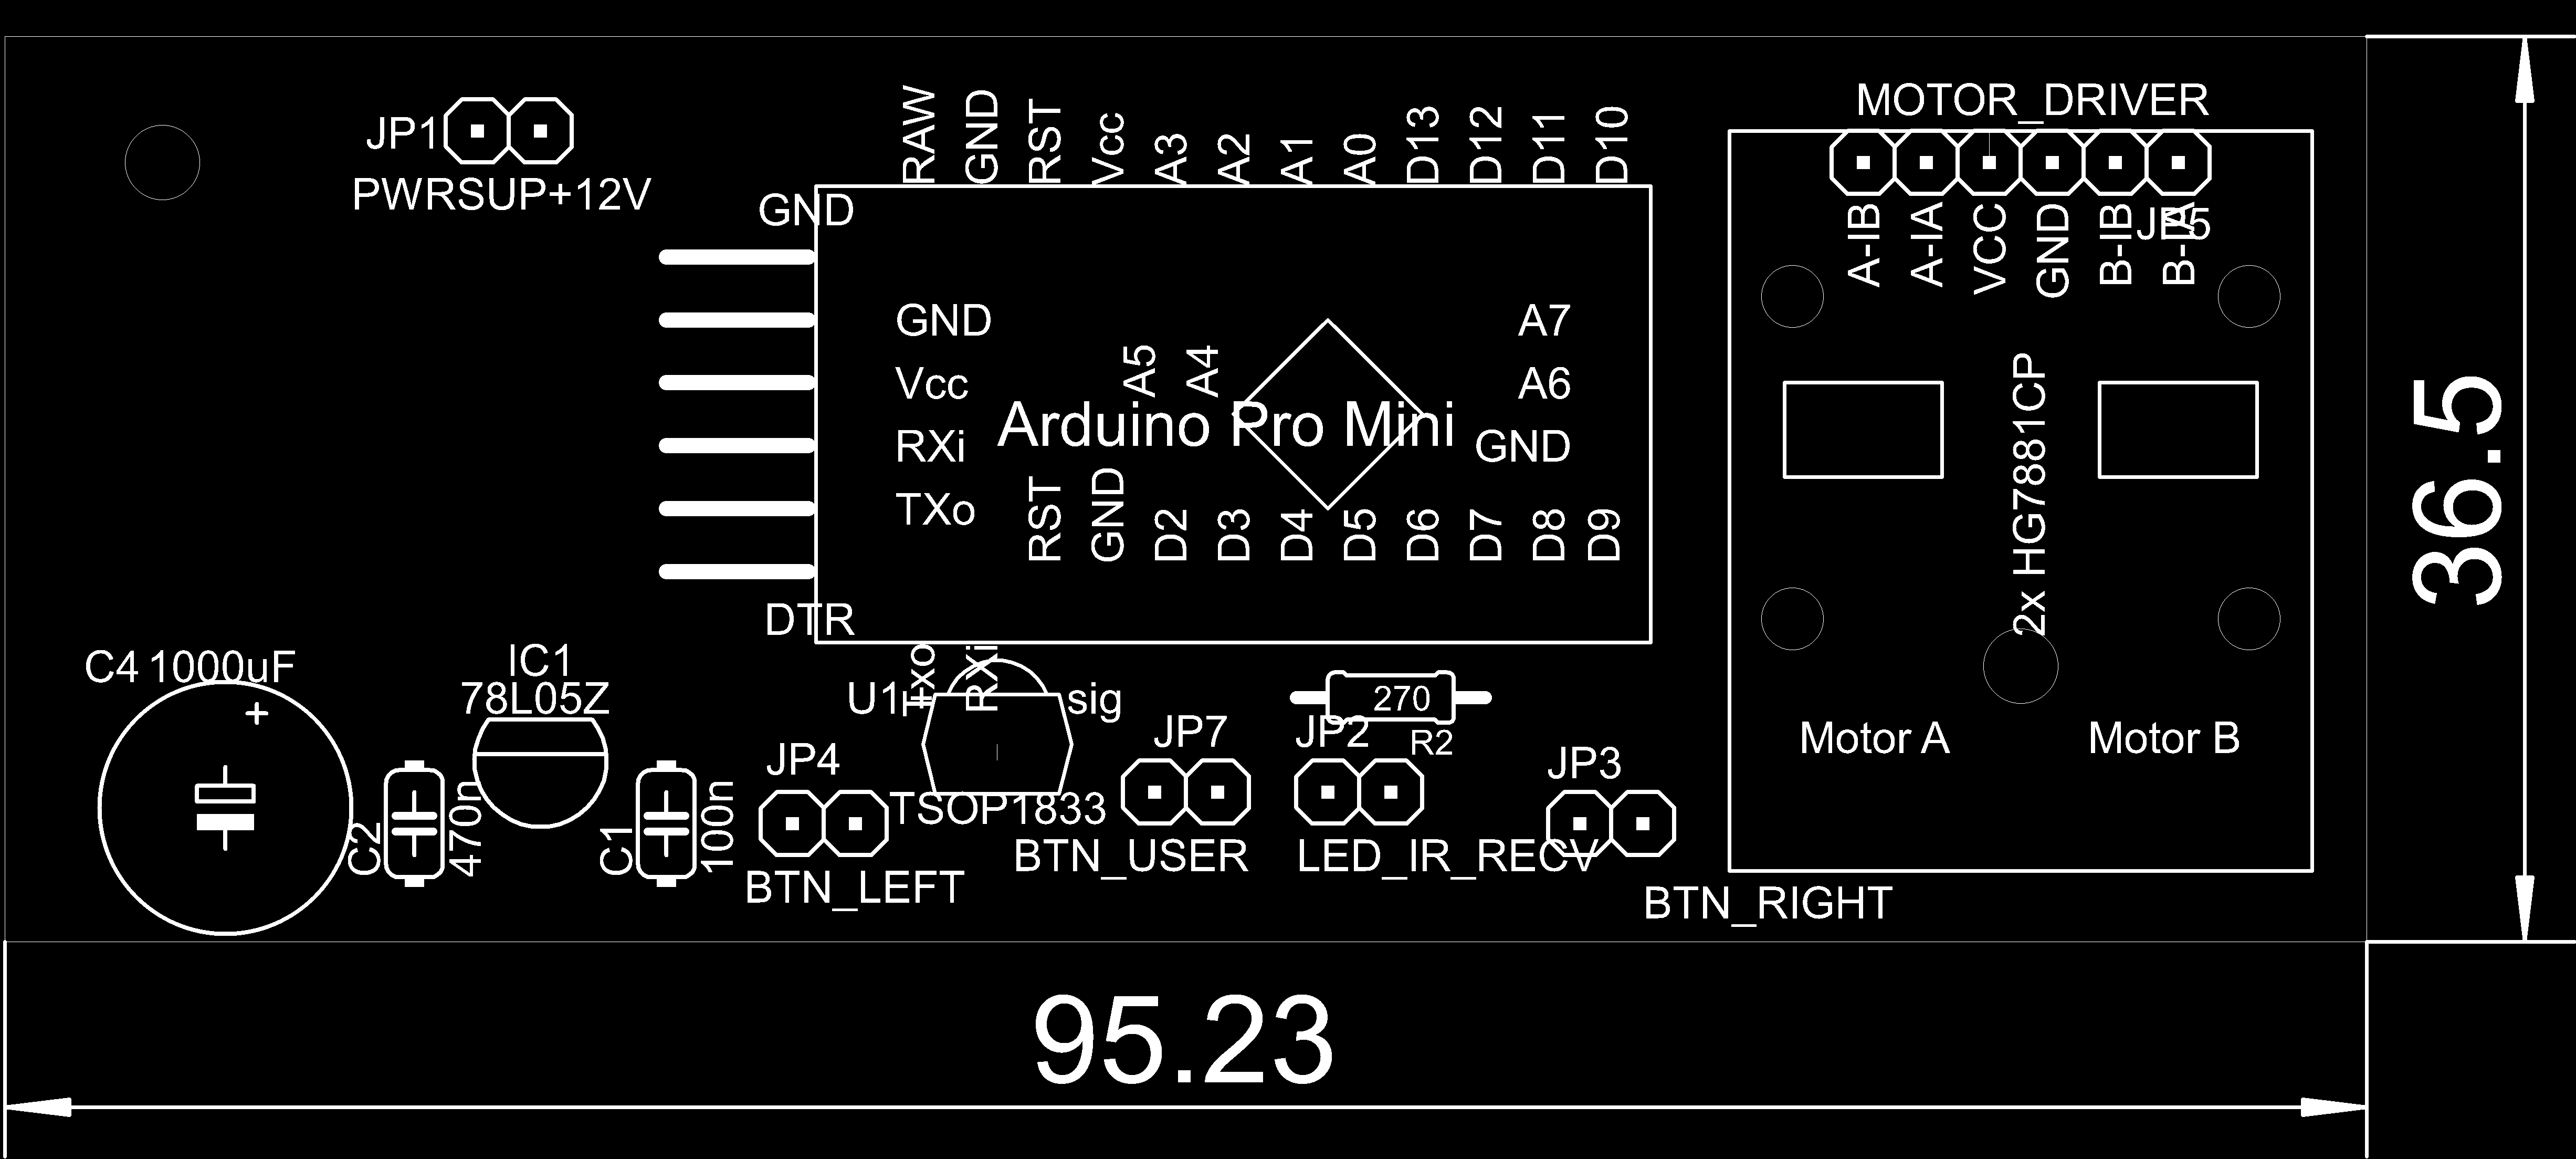 MOTOR_DRIVER
RAW
GND
RST
Vcc
A3
A2
A1
A0
D13
D12
D11
D10
JP1
PWRSUP+12V
GND
A-IB
A-IA
VCC
GND
B-IB
B-IA
JP5
GND
Vcc
RXi
TXo
A5
A4
A7
A6
GND
Arduino Pro Mini
RST
GND
D2
D3
D4
D5
D6
D7
D8
D9
2x HG7881CP
36.5
DTR
Txo
RXi
C4 1000uF
+
IC1
78L05Z
U1
sig
270
R2
JP7
JP2
JP4
JP3
Motor A
Motor B
C2
470n
C1
100n
TSOP1833
BTN_USER
LED_IR_RECV
BTN_LEFT
BTN_RIGHT
95.23